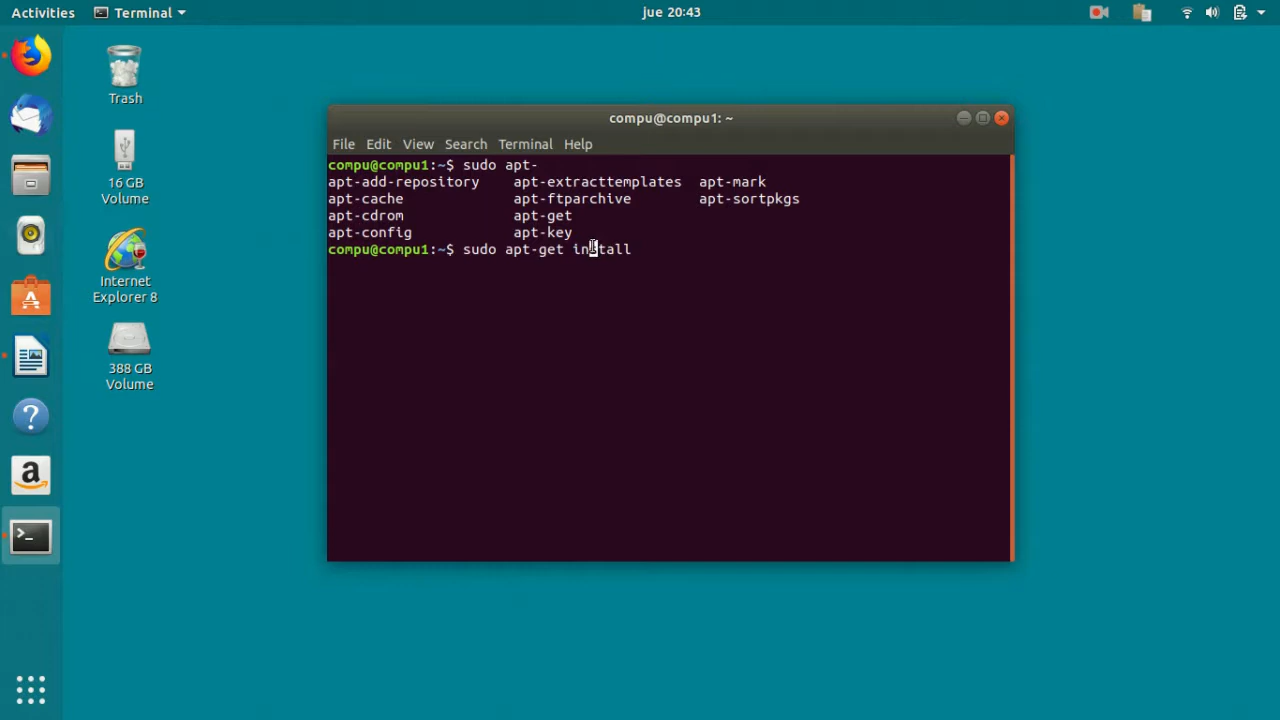 Activities Terminal jue 20:43
Trash
16 GB
Volume
Internet
Explorer 8
388 GB
Volume
compu@compu1: ~
File Edit View Search Terminal Help
compu@compu1:~$ sudo apt-
apt-add-repository apt-extracttemplates apt-mark
apt-cache apt-ftparchive apt-sortpkgs
apt-cdrom apt-get
apt-config apt-key
compu@compu1:~$ sudo apt-get install